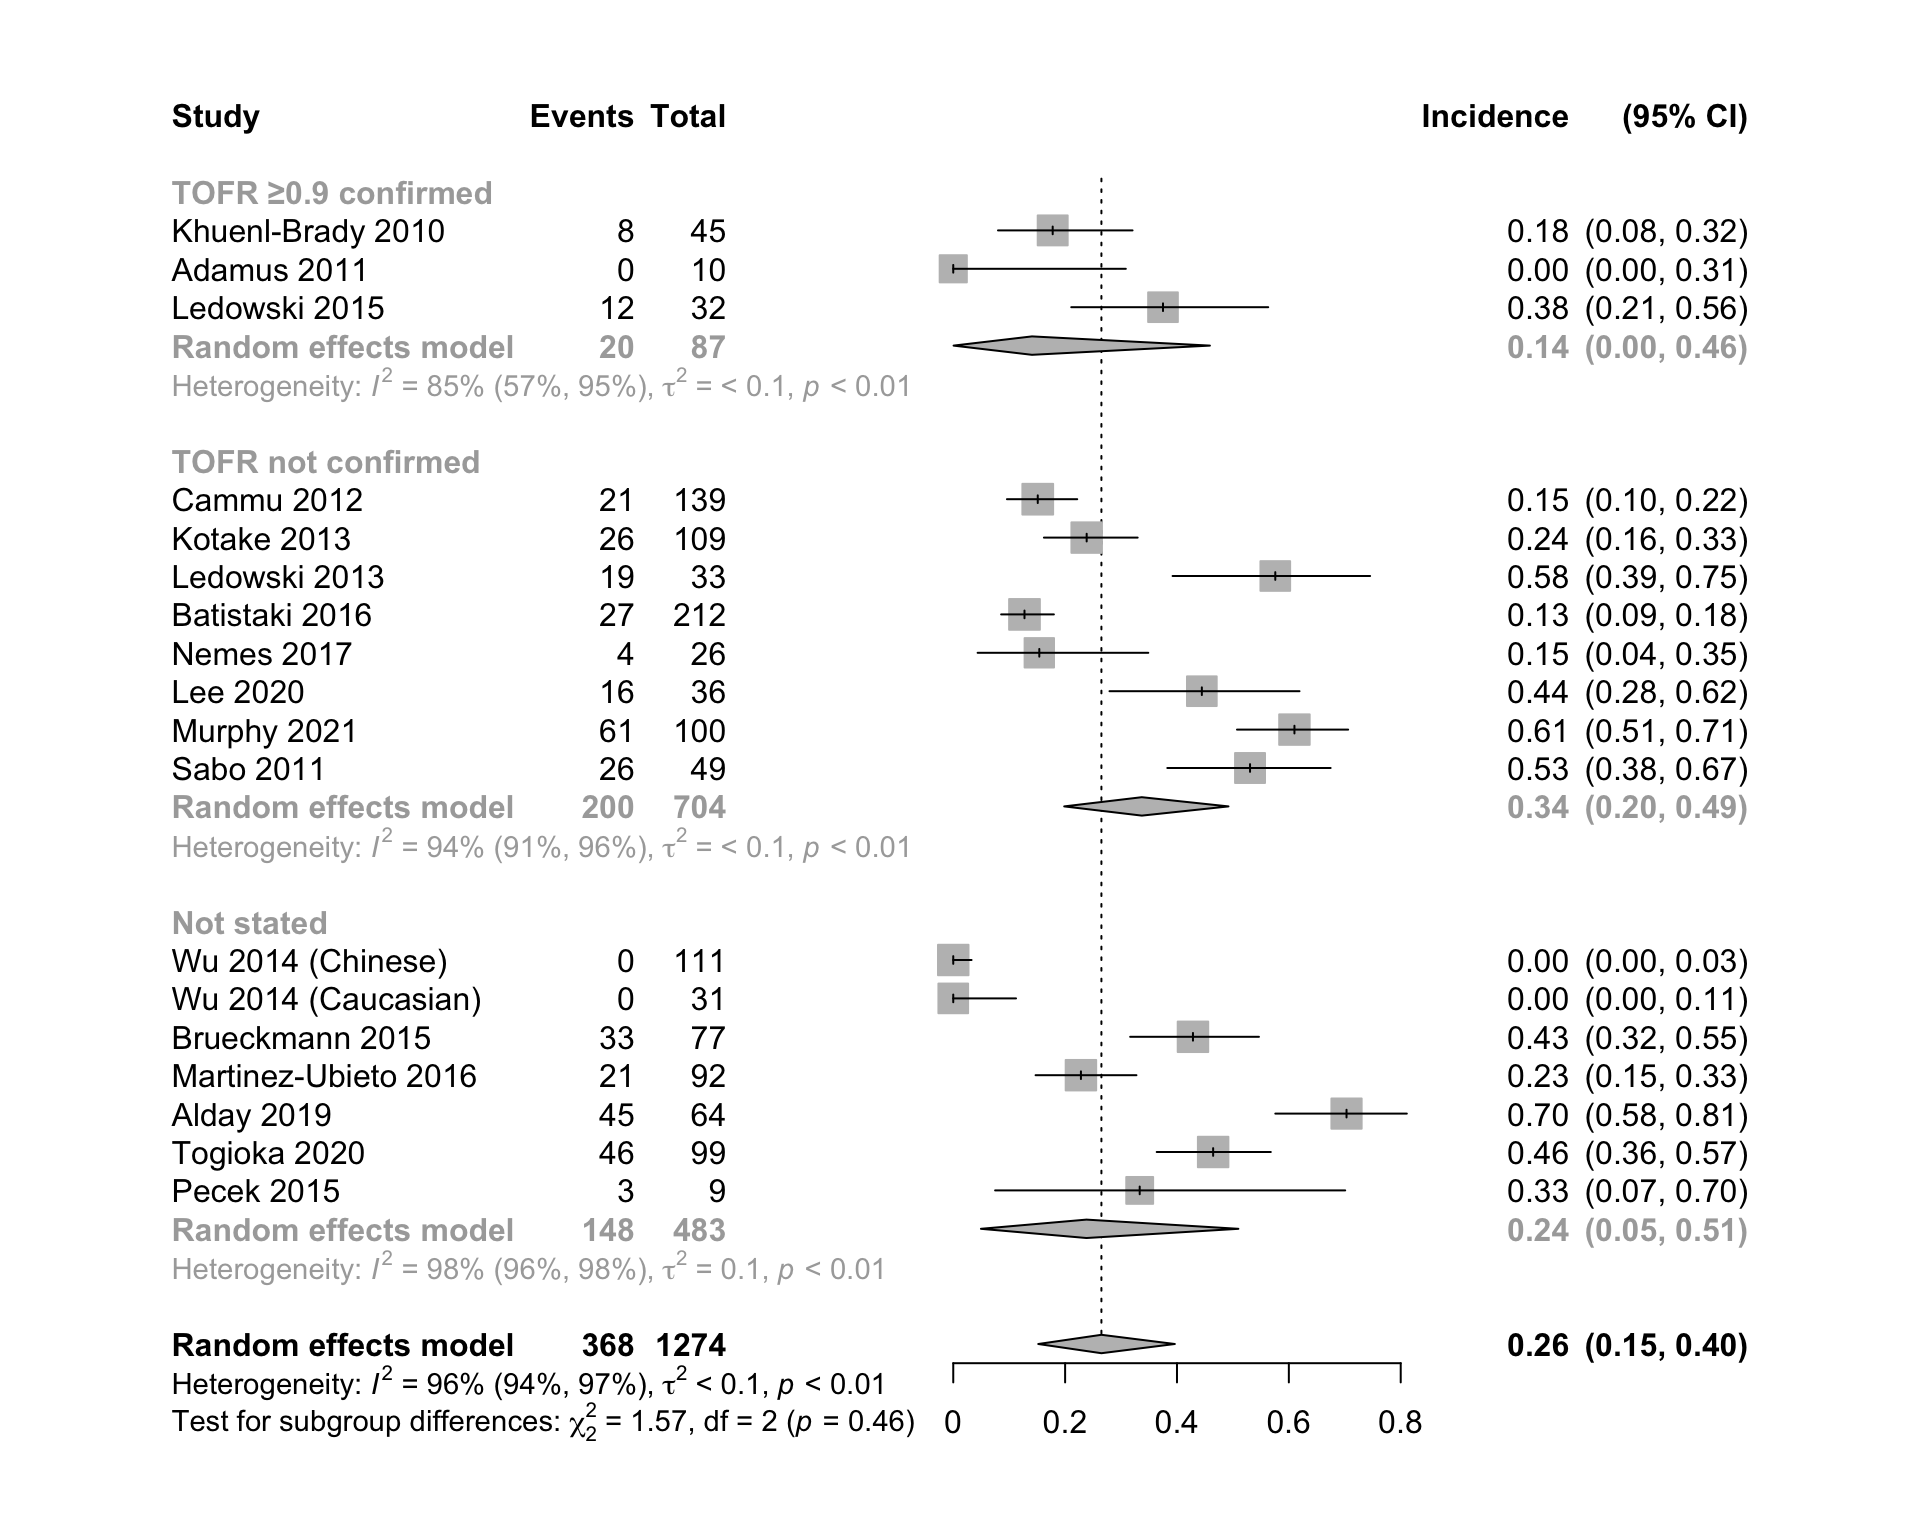 Study Events Total Incidence (95% CI)
TOFR ≥0.9 confirmed
Khuenl-Brady 2010 8 45 0.18 (0.08, 0.32)
Adamus 2011 0 10 0.00 (0.00, 0.31)
Ledowski 2015 12 32 0.38 (0.21, 0.56)
Random effects model 20 87 0.14 (0.00, 0.46)
Heterogeneity: I² = 85% (57%, 95%), τ² = < 0.1, p < 0.01
TOFR not confirmed
Cammu 2012 21 139 0.15 (0.10, 0.22)
Kotake 2013 26 109 0.24 (0.16, 0.33)
Ledowski 2013 19 33 0.58 (0.39, 0.75)
Batistaki 2016 27 212 0.13 (0.09, 0.18)
Nemes 2017 4 26 0.15 (0.04, 0.35)
Lee 2020 16 36 0.44 (0.28, 0.62)
Murphy 2021 61 100 0.61 (0.51, 0.71)
Sabo 2011 26 49 0.53 (0.38, 0.67)
Random effects model 200 704 0.34 (0.20, 0.49)
Heterogeneity: I² = 94% (91%, 96%), τ² = < 0.1, p < 0.01
Not stated
Wu 2014 (Chinese) 0 111 0.00 (0.00, 0.03)
Wu 2014 (Caucasian) 0 31 0.00 (0.00, 0.11)
Brueckmann 2015 33 77 0.43 (0.32, 0.55)
Martinez-Ubieto 2016 21 92 0.23 (0.15, 0.33)
Alday 2019 45 64 0.70 (0.58, 0.81)
Togioka 2020 46 99 0.46 (0.36, 0.57)
Pecek 2015 3 9 0.33 (0.07, 0.70)
Random effects model 148 483 0.24 (0.05, 0.51)
Heterogeneity: I² = 98% (96%, 98%), τ² = 0.1, p < 0.01
Random effects model 368 1274 0.26 (0.15, 0.40)
Heterogeneity: I² = 96% (94%, 97%), τ² < 0.1, p < 0.01
Test for subgroup differences: χ²₂ = 1.57, df = 2 (p = 0.46) 0 0.2 0.4 0.6 0.8